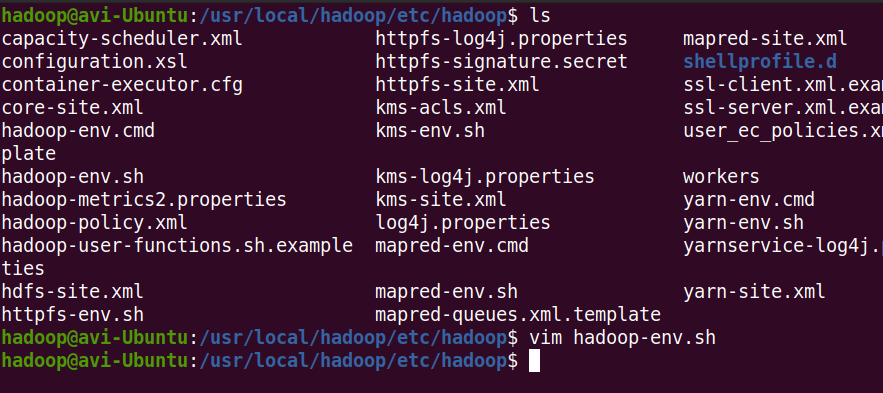 hadoop@avi-Ubuntu:/usr/local/hadoop/etc/hadoop$ ls
capacity-scheduler.xml httpfs-log4j.properties mapred-site.xml
configuration.xsl httpfs-signature.secret shellprofile.d
container-executor.cfg httpfs-site.xml ssl-client.xml.exa
core-site.xml kms-acls.xml ssl-server.xml.exa
hadoop-env.cmd kms-env.sh user_ec_policies.x
plate
hadoop-env.sh kms-log4j.properties workers
hadoop-metrics2.properties kms-site.xml yarn-env.cmd
hadoop-policy.xml log4j.properties yarn-env.sh
hadoop-user-functions.sh.example mapred-env.cmd yarnservice-log4j.
ties
hdfs-site.xml mapred-env.sh yarn-site.xml
httpfs-env.sh mapred-queues.xml.template
hadoop@avi-Ubuntu:/usr/local/hadoop/etc/hadoop$ vim hadoop-env.sh
hadoop@avi-Ubuntu:/usr/local/hadoop/etc/hadoop$